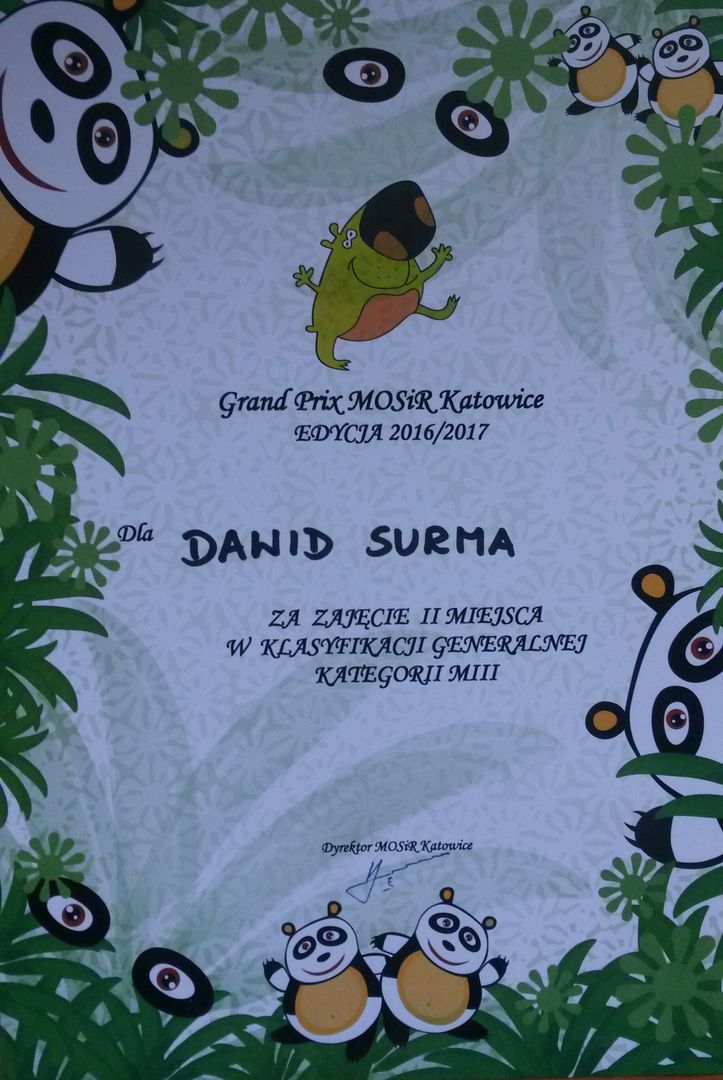 Grand Prix MOSiR Katowice
EDYCJA 2016/2017
Dla DAWID SURMA
ZA ZAJĘCIE II MIEJSCA
W KLASYFIKACJI GENERALNEJ
KATEGORII MIII
Dyrektor MOSiR Katowice